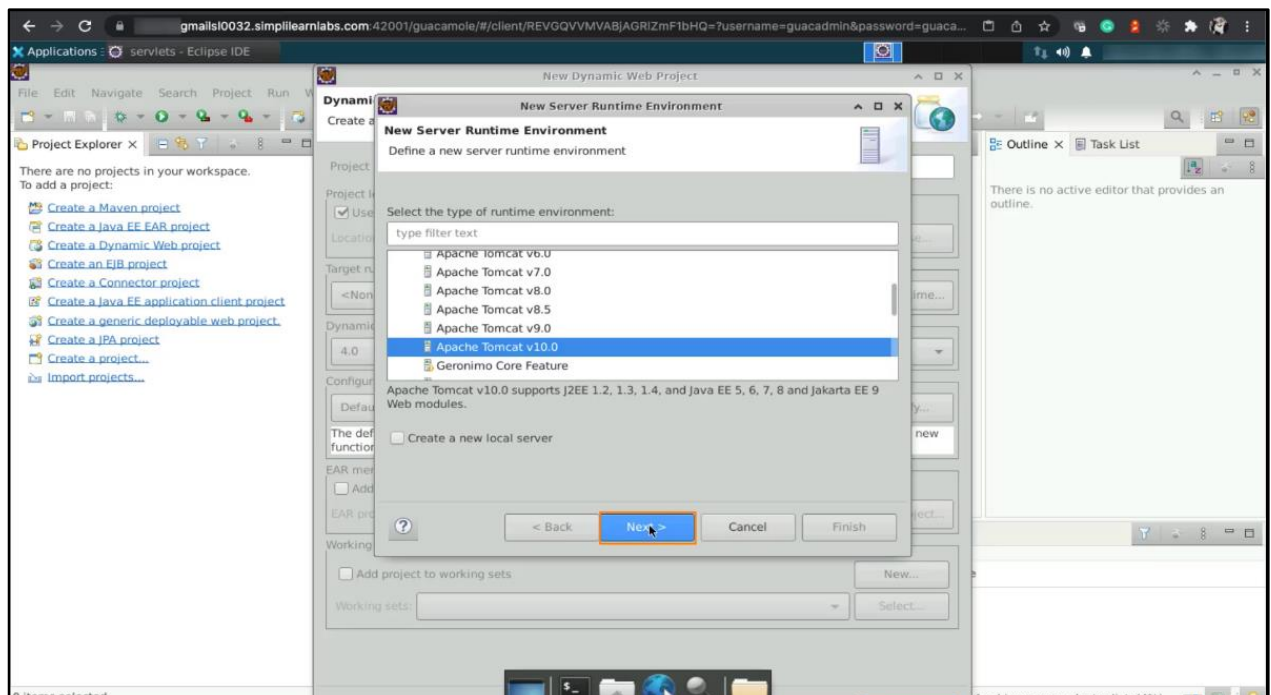 gmailsl0032.simplilearnlabs.com:42001/guacamole/#/client/REVGQVVMVABjAGRlZmF1bHQ=?username=guacadmin&password=guaca...
Applications servlets - Eclipse IDE
New Dynamic Web Project
File Edit Navigate Search Project Run
Project Explorer
There are no projects in your workspace.
To add a project:
Create a Maven project
Create a Java EE EAR project
Create a Dynamic Web project
Create an EJB project
Create a Connector project
Create a Java EE application client project
Create a generic deployable web project.
Create a JPA project
Create a project...
Import projects...
New Server Runtime Environment
New Server Runtime Environment
Define a new server runtime environment
Select the type of runtime environment:
type filter text
Apache Tomcat v6.0
Apache Tomcat v7.0
Apache Tomcat v8.0
Apache Tomcat v8.5
Apache Tomcat v9.0
Apache Tomcat v10.0
Geronimo Core Feature
Apache Tomcat v10.0 supports J2EE 1.2, 1.3, 1.4, and Java EE 5, 6, 7, 8 and Jakarta EE 9
Web modules.
Create a new local server
< Back Next > Cancel Finish
Project
4.0
The def
new
Add project to working sets
New...
Working sets:
Select...
Outline Task List
There is no active editor that provides an
outline.